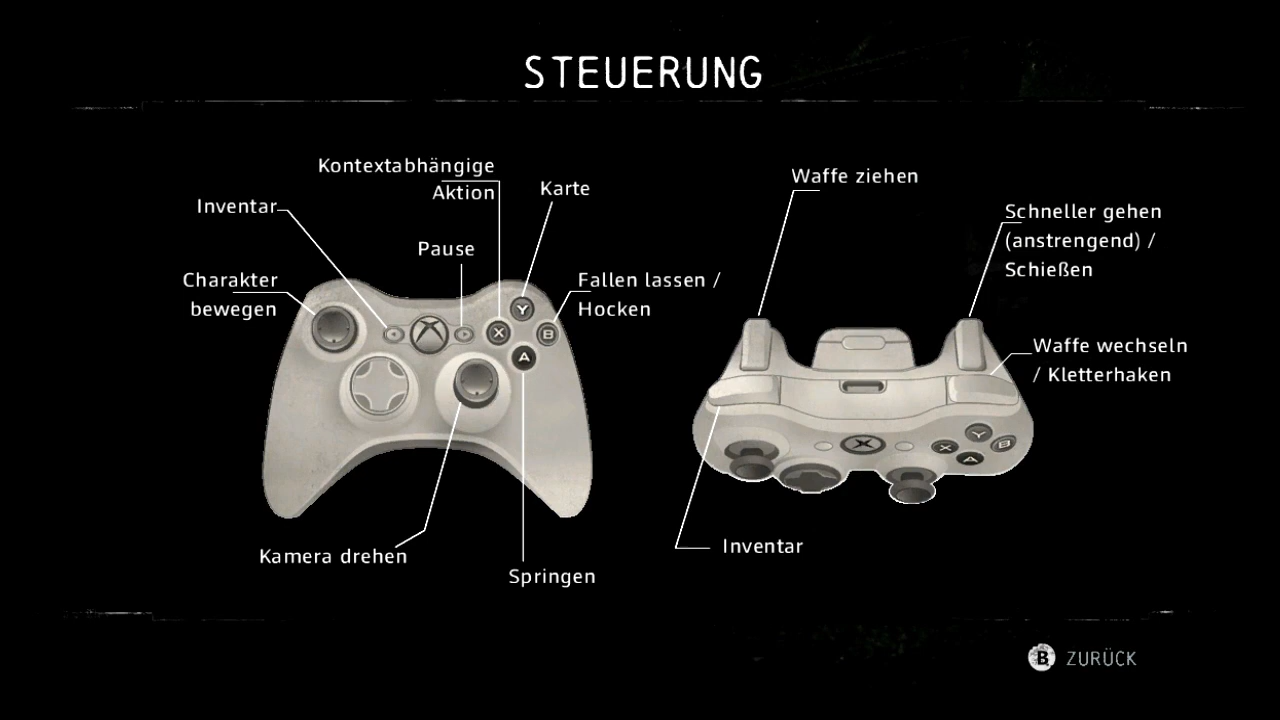 STEUERUNG
Kontextabhängige
Aktion
Karte
Inventar
Pause
Charakter
bewegen
Fallen lassen /
Hocken
Y
X
B
A
Kamera drehen
Springen
Waffe ziehen
Schneller gehen
(anstrengend) /
Schießen
Waffe wechseln
/ Kletterhaken
Y
X
B
A
Inventar
B ZURÜCK